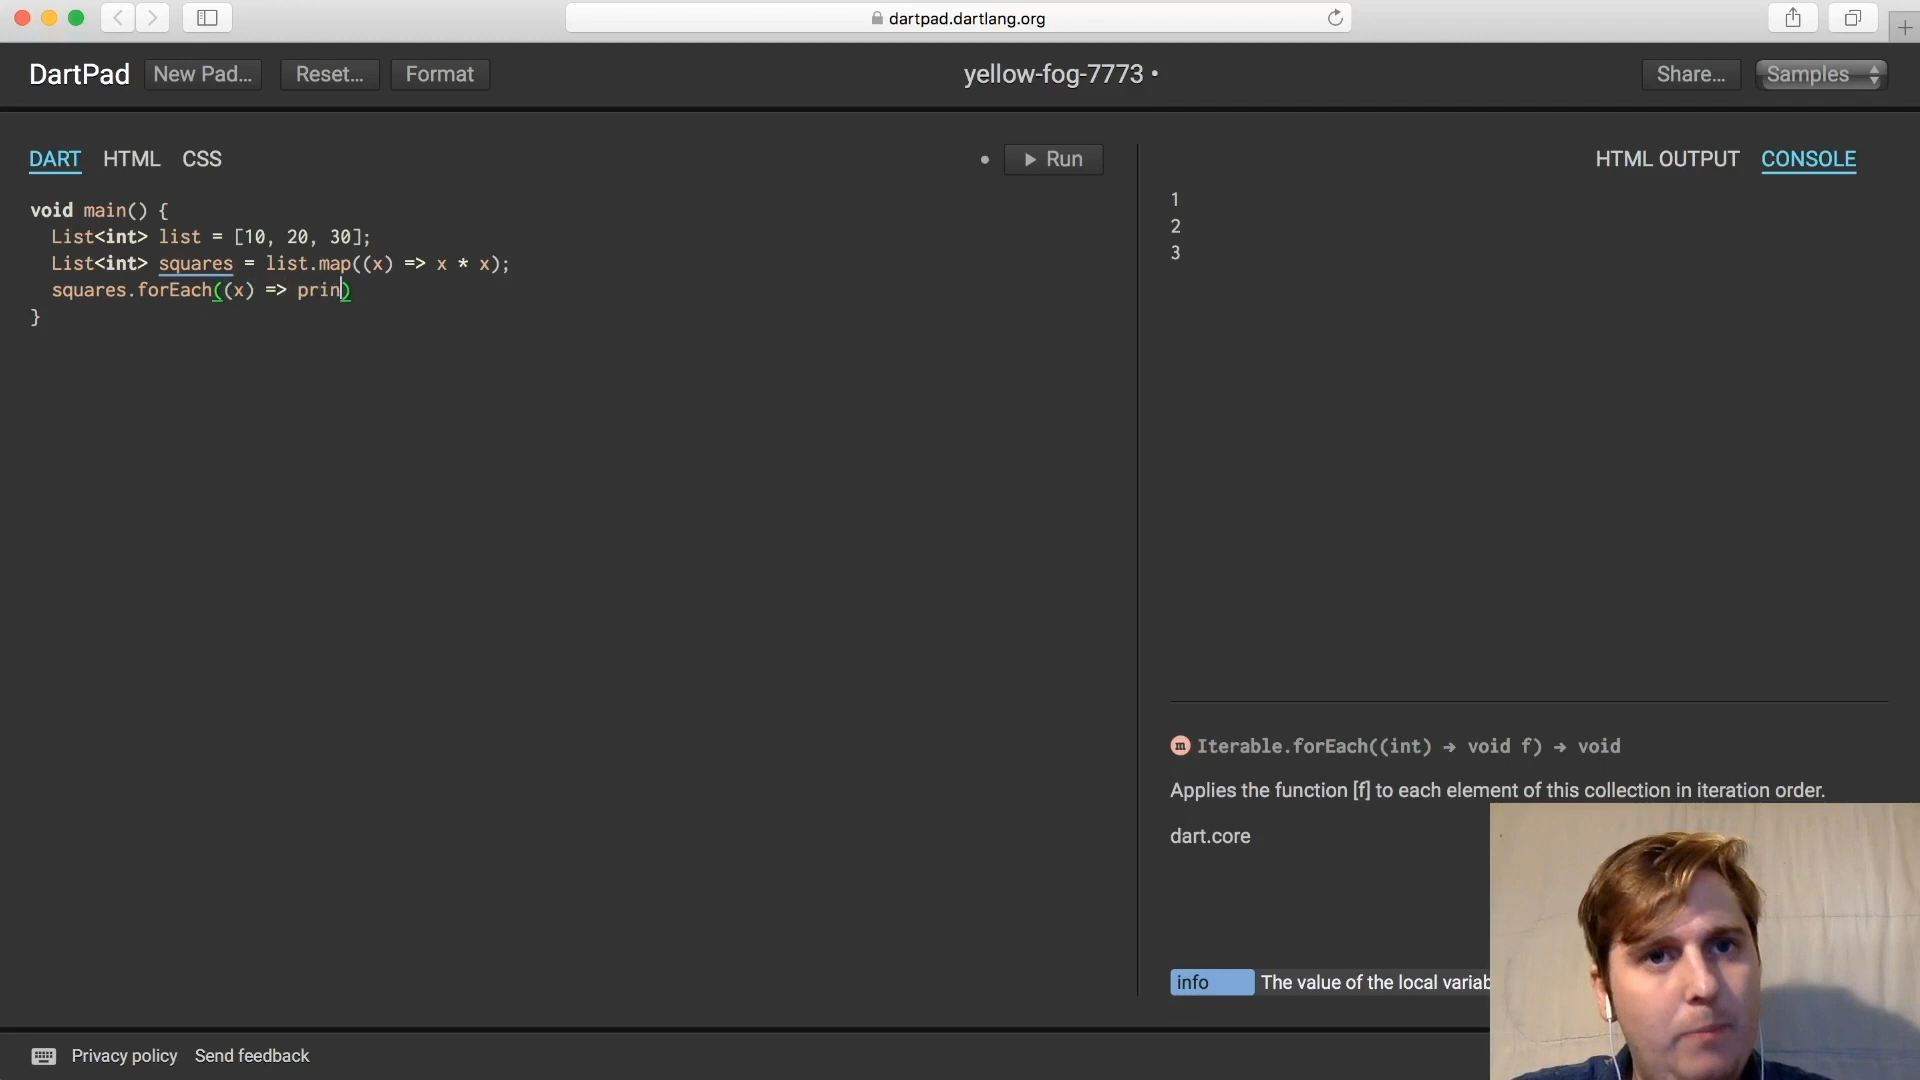 dartpad.dartlang.org
DartPad New Pad... Reset... Format yellow-fog-7773 • Share... Samples
DART HTML CSS Run HTML OUTPUT CONSOLE
void main() {
List<int> list = [10, 20, 30];
List<int> squares = list.map((x) => x * x);
squares.forEach((x) => prin)
}
1
2
3
m Iterable.forEach((int) → void f) → void
Applies the function [f] to each element of this collection in iteration order.
dart.core
info The value of the local variab
Privacy policy Send feedback